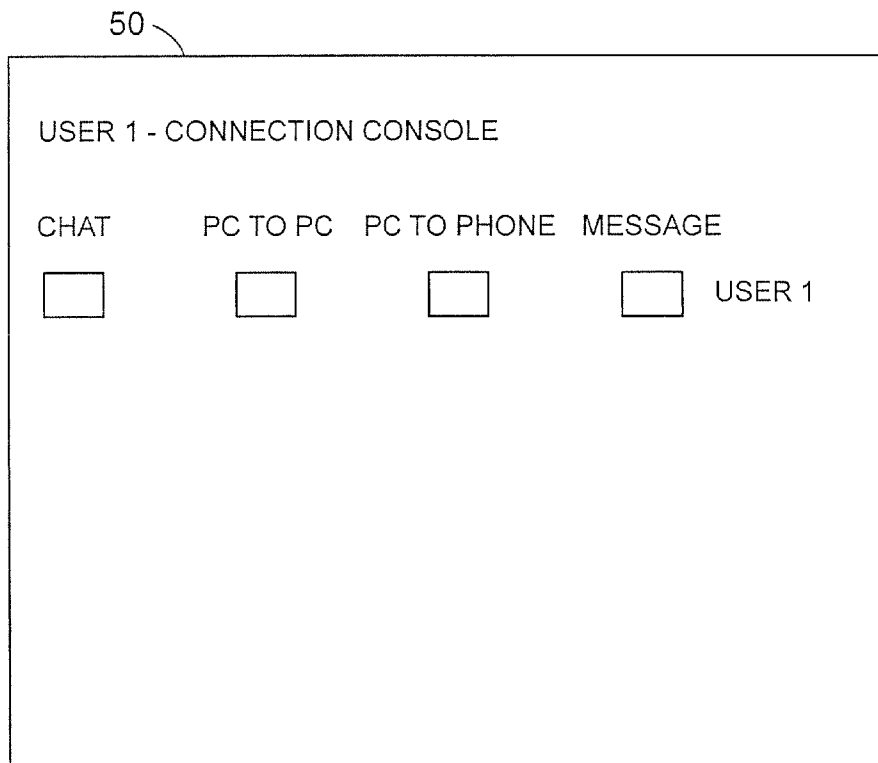 50
USER 1 - CONNECTION CONSOLE
CHAT PC TO PC PC TO PHONE MESSAGE
USER 1